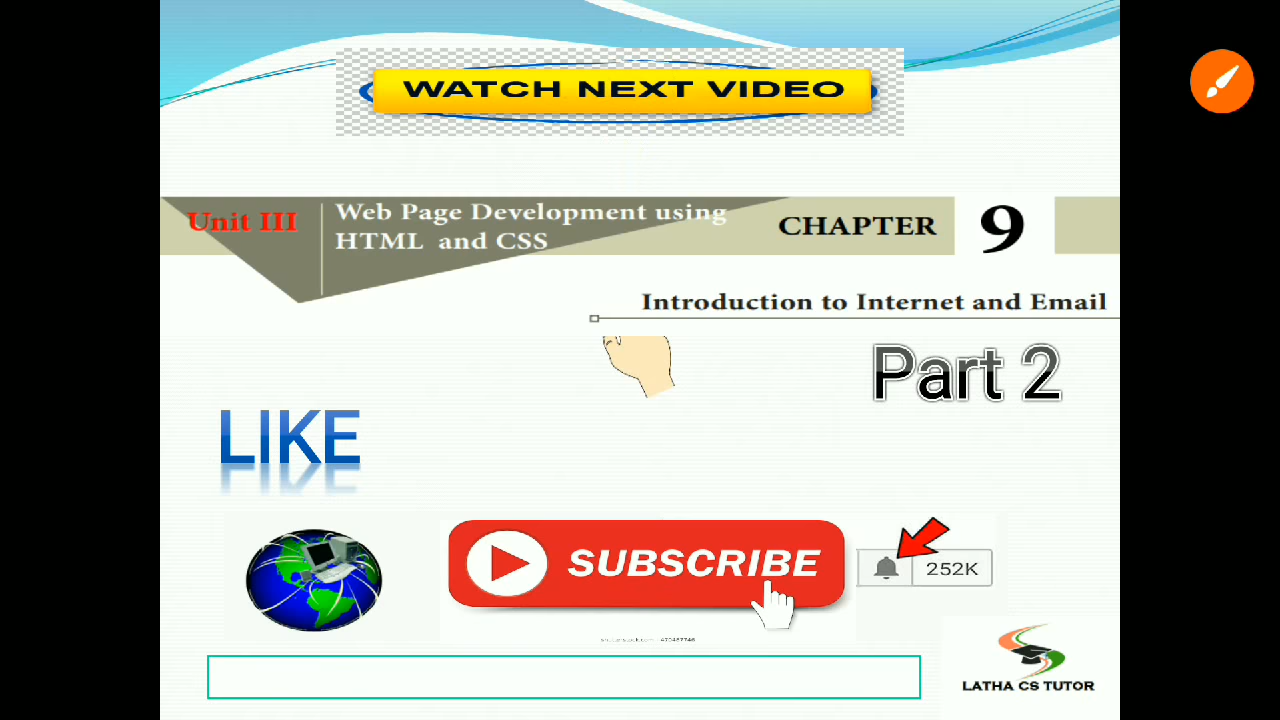 WATCH NEXT VIDEO
Unit III
Web Page Development using
HTML and CSS
CHAPTER 9
Introduction to Internet and Email
Part 2
LIKE
SUBSCRIBE
252K
LATHA CS TUTOR